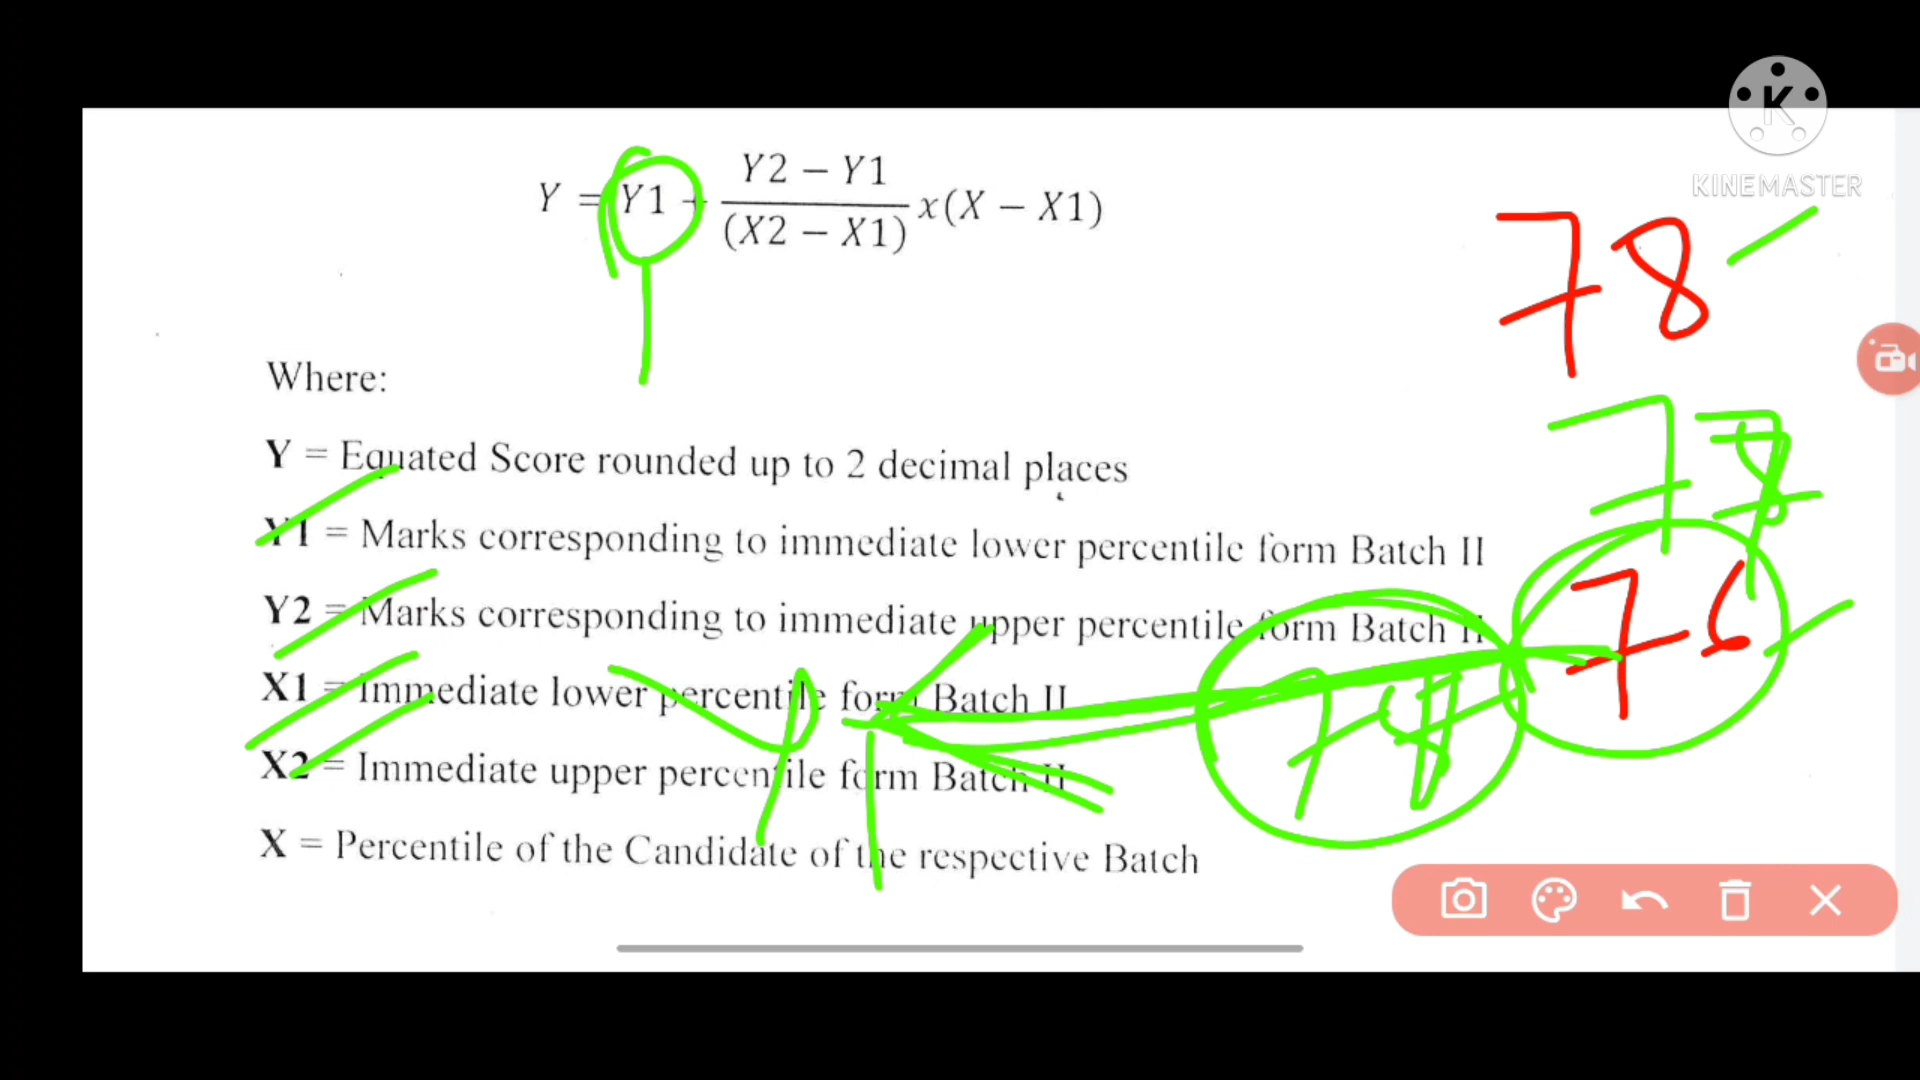 KINEMASTER
Y = Y1 + Y2 − Y1 / (X2 − X1) x(X − X1)
78
Where:
Y = Equated Score rounded up to 2 decimal places
Y1 = Marks corresponding to immediate lower percentile form Batch II
Y2 = Marks corresponding to immediate upper percentile form Batch II
76
X1 = Immediate lower percentile form Batch II
X2 = Immediate upper percentile form Batch II
X = Percentile of the Candidate of the respective Batch